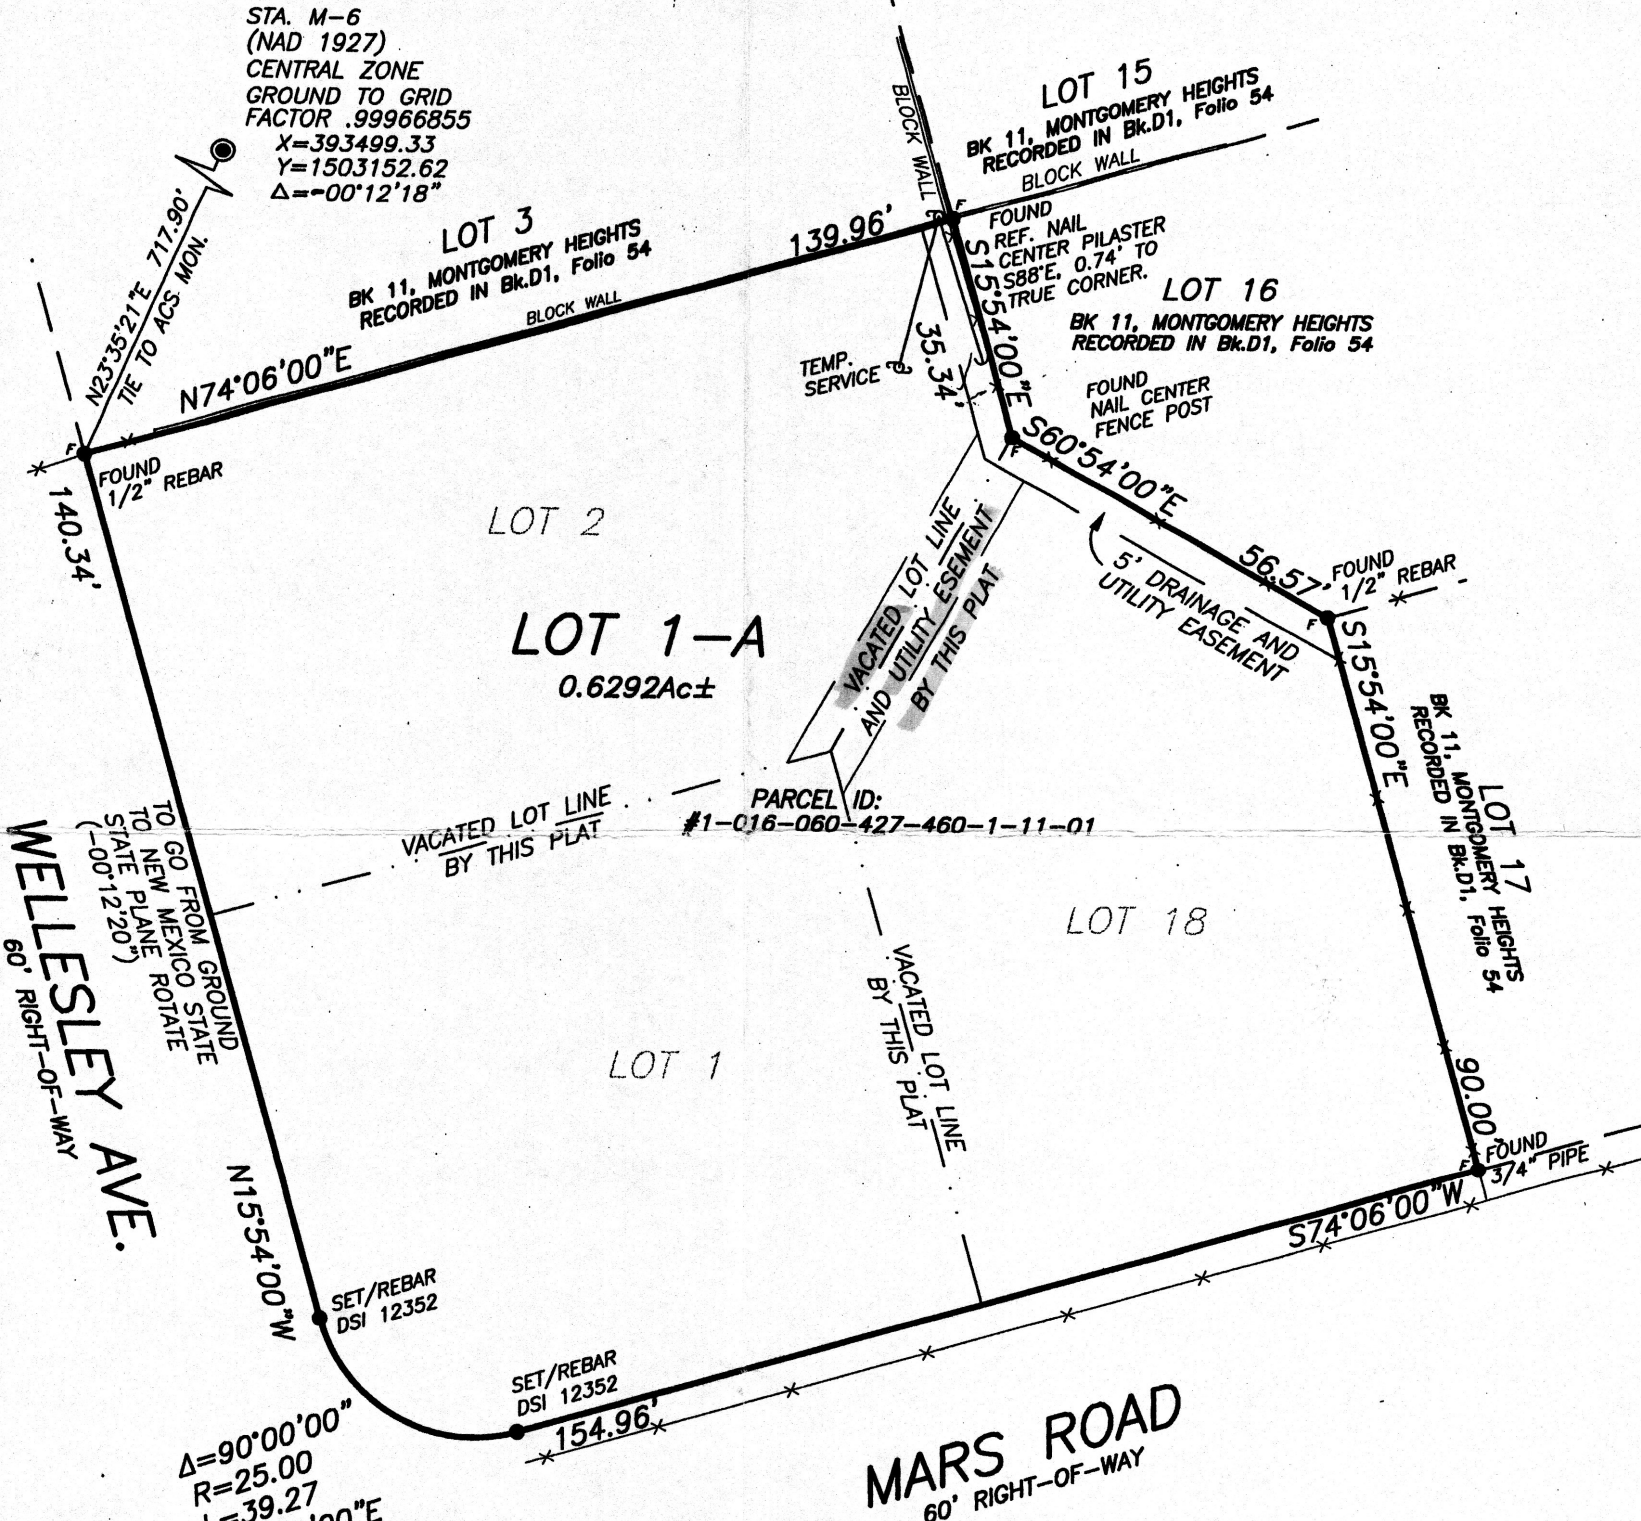 STA. M-6
(NAD 1927)
CENTRAL ZONE
GROUND TO GRID
FACTOR .99966855
X=393499.33
Y=1503152.62
Δ=-00°12'18"
N23°35'21"E 717.90'
TIE TO ACS. MON.
LOT 3
BK 11, MONTGOMERY HEIGHTS
RECORDED IN Bk.D1, Folio 54
BLOCK WALL
139.96'
N74°06'00"E
BLOCK WALL
LOT 15
BK 11, MONTGOMERY HEIGHTS
RECORDED IN Bk.D1, Folio 54
BLOCK WALL
F
FOUND
REF. NAIL
CENTER PILASTER
S88°E, 0.74' TO
TRUE CORNER.
S15°54'00"E
35.34'
TEMP.
SERVICE
LOT 16
BK 11, MONTGOMERY HEIGHTS
RECORDED IN Bk.D1, Folio 54
FOUND
NAIL CENTER
FENCE POST
F
S60°54'00"E
56.57'
5' DRAINAGE AND
UTILITY EASEMENT
FOUND
1/2" REBAR
F
F
FOUND
1/2" REBAR
140.34'
LOT 2
LOT 1-A
0.6292Ac±
VACATED LOT LINE
AND UTILITY ESEMENT
BY THIS PLAT
S15°54'00"E
LOT 17
BK 11, MONTGOMERY HEIGHTS
RECORDED IN Bk.D1, Folio 54
90.00'
PARCEL ID:
#1-016-060-427-460-1-11-01
VACATED LOT LINE
BY THIS PLAT
TO GO FROM GROUND
TO NEW MEXICO STATE
STATE PLANE ROTATE
(-00°12'20")
WELLESLEY AVE.
60' RIGHT-OF-WAY
LOT 18
VACATED LOT LINE
BY THIS PLAT
LOT 1
N15°54'00"W
SET/REBAR
DSI 12352
SET/REBAR
DSI 12352
154.96'
S74°06'00"W
F
FOUND
3/4" PIPE
MARS ROAD
60' RIGHT-OF-WAY
Δ=90°00'00"
R=25.00
L=39.27
'00"E